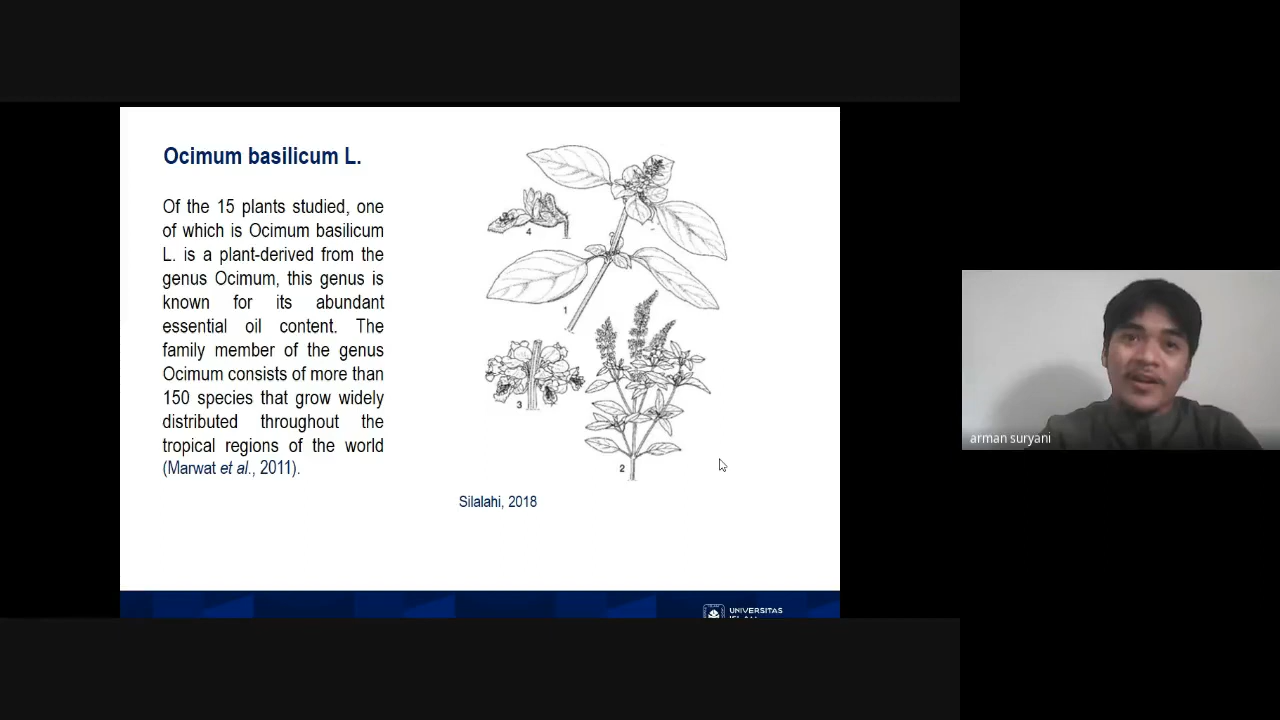 Ocimum basilicum L.
Of the 15 plants studied, one
of which is Ocimum basilicum
L. is a plant-derived from the
genus Ocimum, this genus is
known for its abundant
essential oil content. The
family member of the genus
Ocimum consists of more than
150 species that grow widely
distributed throughout the
tropical regions of the world
(Marwat et al., 2011).
4
1
3
2
Silalahi, 2018
UNIVERSITAS
arman suryani